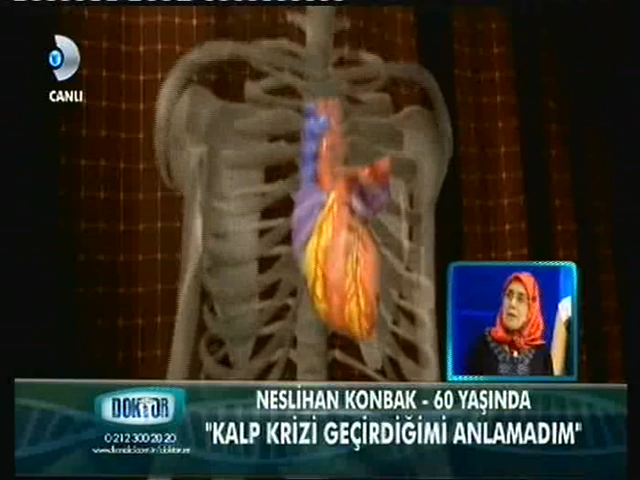 CANLI
NESLİHAN KONBAK - 60 YAŞINDA
DOKTOR
0 212 300 20 20
"KALP KRİZİ GEÇİRDİĞİMİ ANLAMADIM"